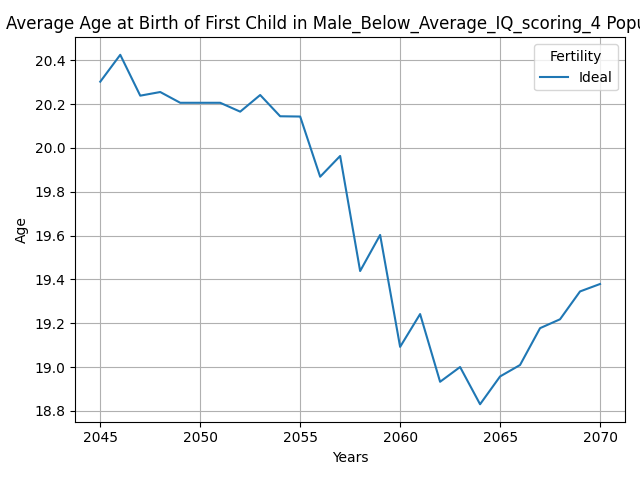 Average Age at Birth of First Child in Male_Below_Average_IQ_scoring_4 Popu
Fertility
Ideal
20.4
20.2
20.0
19.8
19.6
19.4
19.2
19.0
18.8
Age
2045 2050 2055 2060 2065 2070
Years